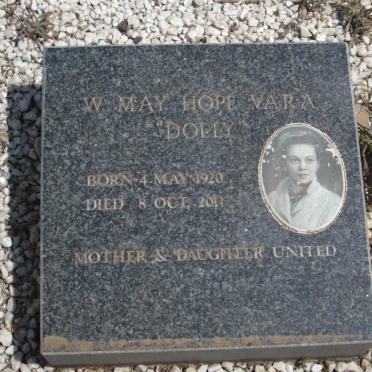 W. MAY HOPE VARA
"DOLLY"
BORN 4 MAY 1920
DIED 8 OCT. 2011
MOTHER & DAUGHTER UNITED